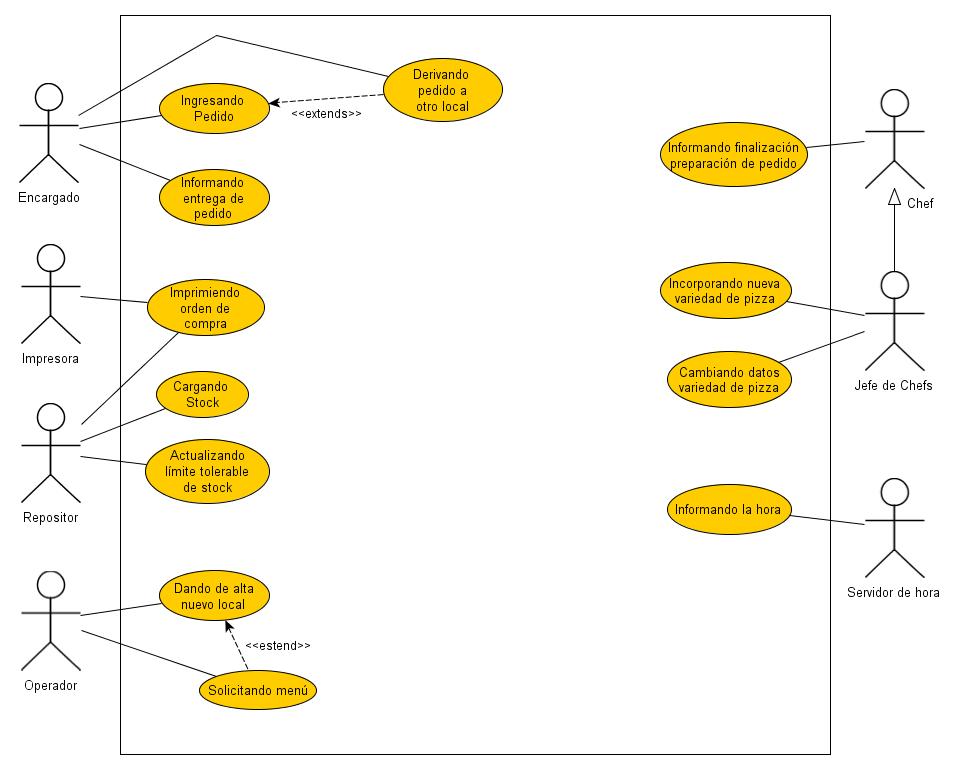 Derivando
pedido a
otro local
Ingresando
Pedido
<<extends>>
Informando finalización
preparación de pedido
Encargado
Informando
entrega de
pedido
Chef
Imprimiendo
orden de
compra
Incorporando nueva
variedad de pizza
Impresora
Cargando
Stock
Cambiando datos
variedad de pizza
Jefe de Chefs
Actualizando
límite tolerable
de stock
Repositor
Informando la hora
Dando de alta
nuevo local
Servidor de hora
<<estend>>
Operador
Solicitando menú